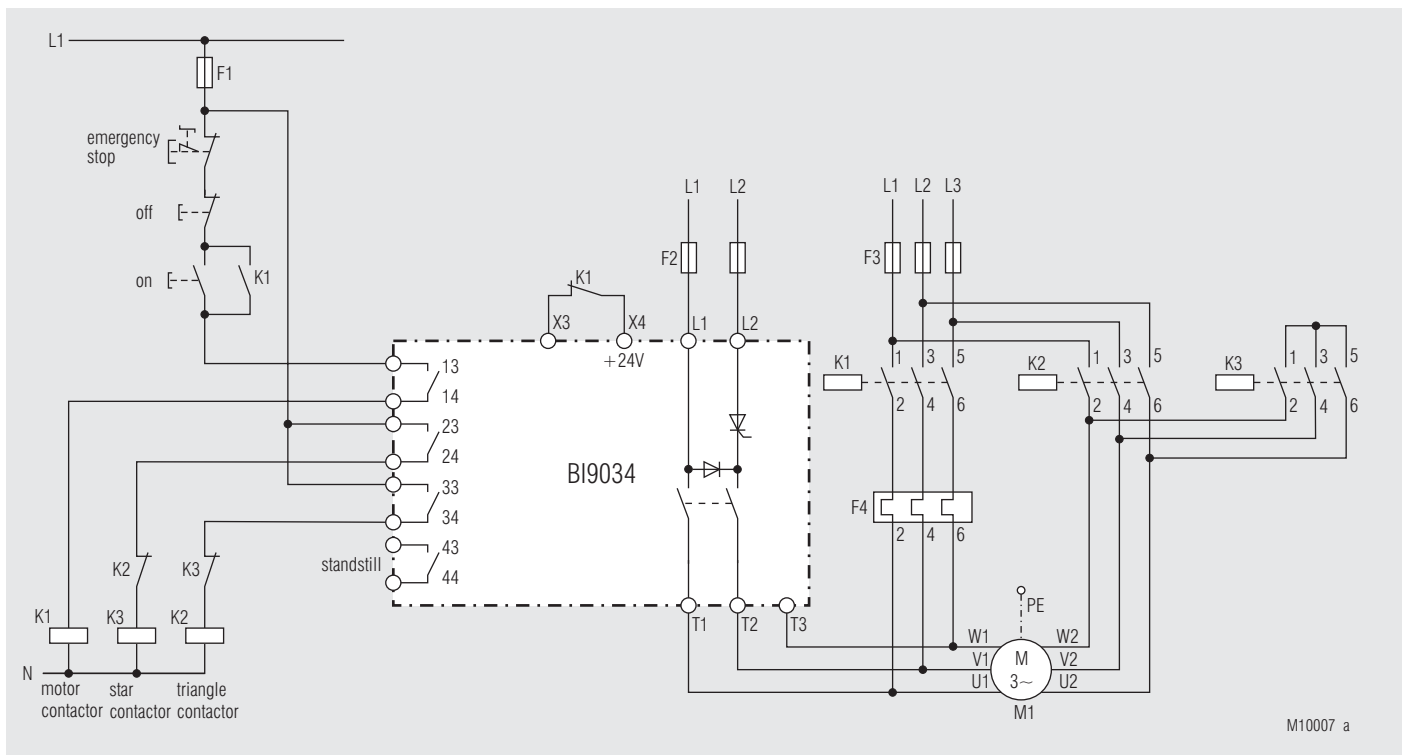 L1
F1
emergency
stop
off
on
K1
L1 L2
F2
L1 L2 L3
F3
K1
X3 X4
+24V
L1 L2
13
14
23
24
33
34
43
44
standstill
BI9034
K1
1 3 5
2 4 6
K2
1 3 5
2 4 6
K3
1 3 5
2 4 6
F4
2 4 6
T1 T2 T3
K2 K3
K1 K3 K2
N
motor
contactor
star
contactor
triangle
contactor
PE
W1 W2
V1 V2
U1 U2
M
3~
M1
M10007 a